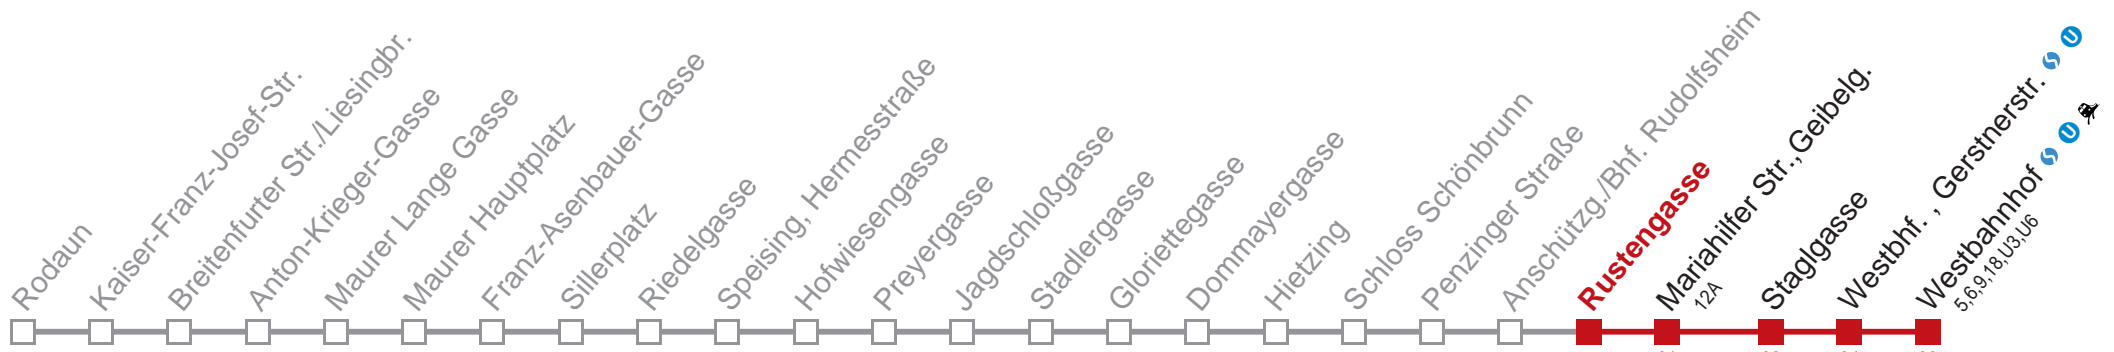 Rodaun
Kaiser-Franz-Josef-Str.
Breitenfurter Str./Liesingbr.
Anton-Krieger-Gasse
Maurer Lange Gasse
Maurer Hauptplatz
Franz-Asenbauer-Gasse
Sillerplatz
Riedelgasse
Speising, Hermesstraße
Hofwiesengasse
Preyergasse
Jagdschloßgasse
Stadlergasse
Gloriettegasse
Dommayergasse
Hietzing
Schloss Schönbrunn
Penzinger Straße
Anschützg./Bhf. Rudolfsheim
Rustengasse
Mariahilfer Str.,Geibelg.
12A
Staglgasse
Westbhf. , Gerstnerstr. U
Westbahnhof U
5,6,9,18,U3,U6